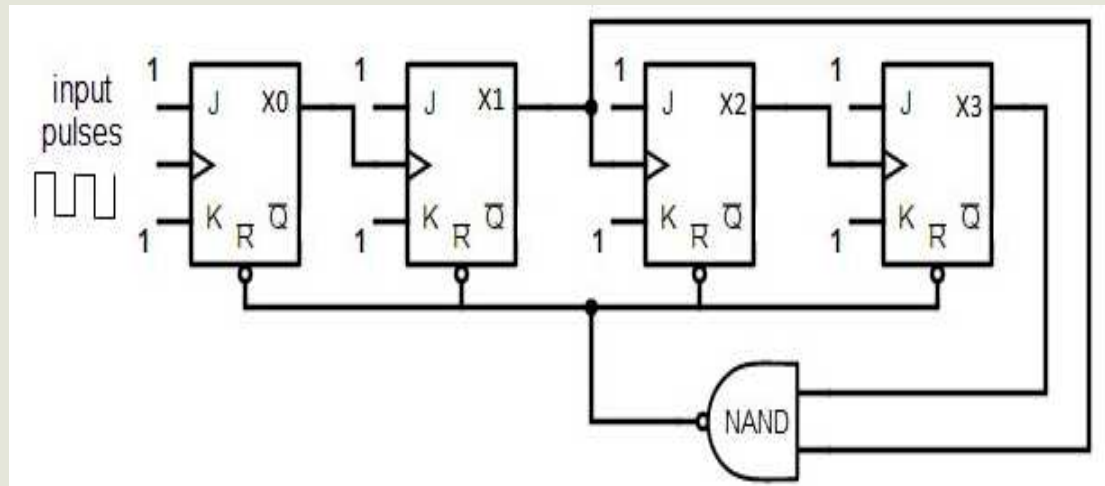 1 1 1 1
input
pulses
J X0 J X1 J X2 J X3
K Q̅ K Q̅ K Q̅ K Q̅
R̅ R̅ R̅ R̅
1 1 1 1
NAND